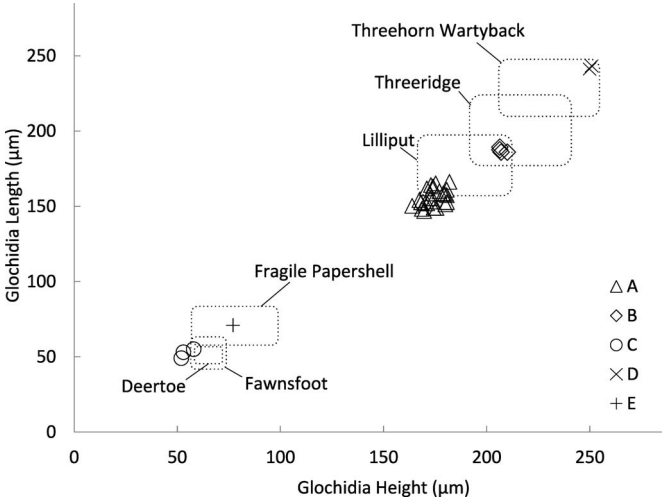 Threehorn Wartyback
250
Threeridge
200
Lilliput
150
Glochidia Length (µm)
100
Fragile Papershell
A
B
50
C
Deertoe
Fawnsfoot
D
E
0
0
50
100
150
200
250
Glochidia Height (µm)